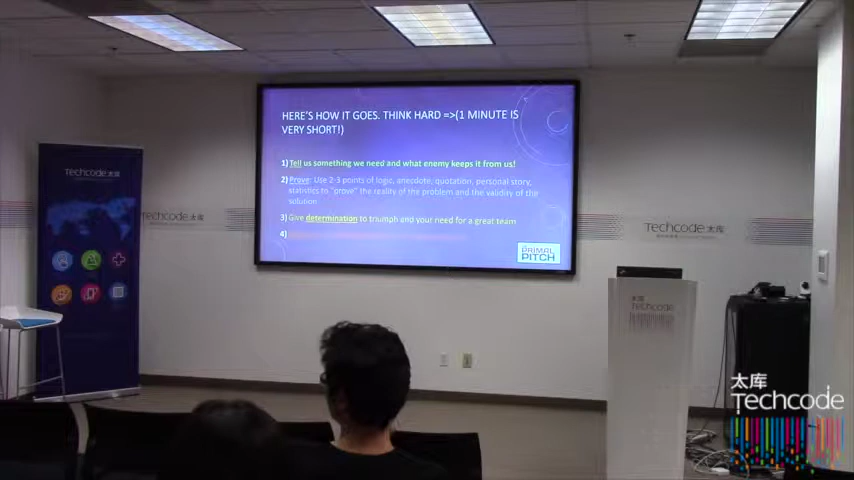 HERE'S HOW IT GOES. THINK HARD =>(1 MINUTE IS
VERY SHORT!)
1) Tell us something we need and what enemy keeps it from us!
2) Prove: Use 2-3 points of logic, anecdote, quotation, personal story,
statistics to "prove" the reality of the problem and the validity of the
solution
3) Give determination to triumph and your need for a great team
4)
PRIMAL
PITCH
Techcode 太库
Techcode 太库
Techcode 太库
太库
Techcode
太库
Techcode